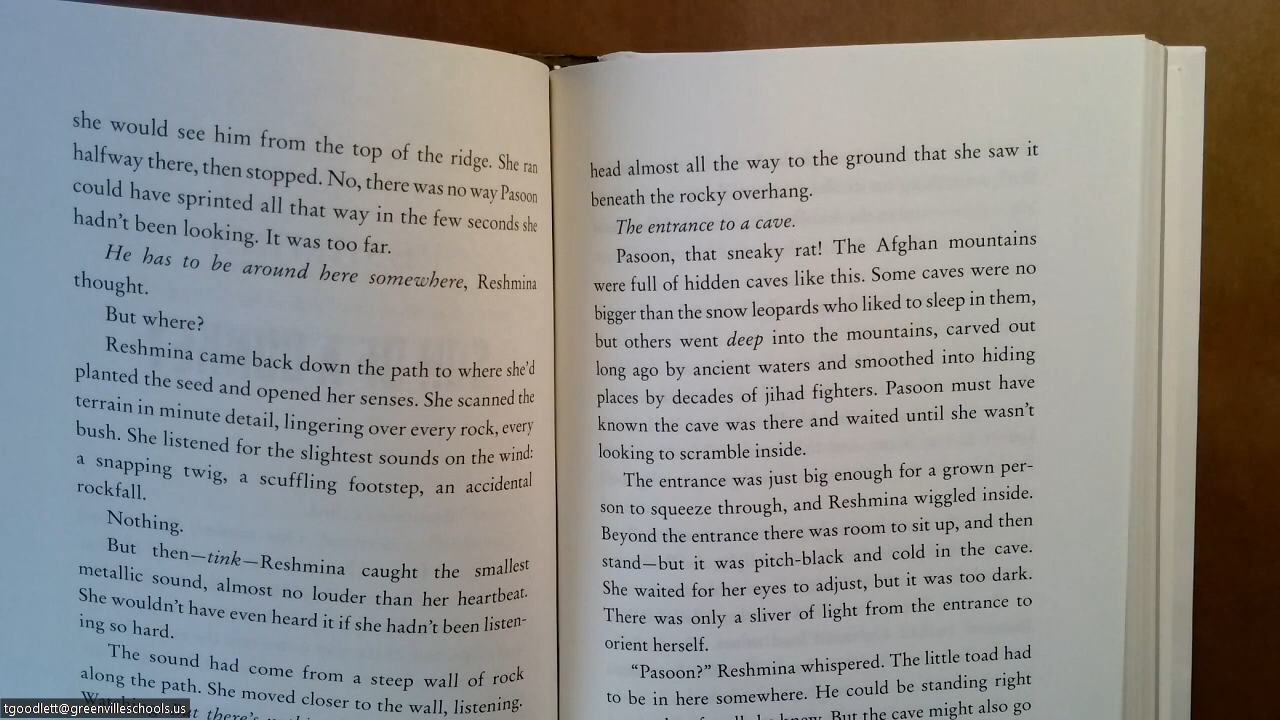 she would see him from the top of the ridge. She ran
halfway there, then stopped. No, there was no way Pasoon
could have sprinted all that way in the few seconds she
hadn't been looking. It was too far.
He has to be around here somewhere, Reshmina
thought.
But where?
Reshmina came back down the path to where she'd
planted the seed and opened her senses. She scanned the
terrain in minute detail, lingering over every rock, every
bush. She listened for the slightest sounds on the wind:
a snapping twig, a scuffling footstep, an accidental
rockfall.
Nothing.
But then—tink—Reshmina caught the smallest
metallic sound, almost no louder than her heartbeat.
She wouldn't have even heard it if she hadn't been listen-
ing so hard.
The sound had come from a steep wall of rock
along the path. She moved closer to the wall, listening.
there's
head almost all the way to the ground that she saw it
beneath the rocky overhang.
The entrance to a cave.
Pasoon, that sneaky rat! The Afghan mountains
were full of hidden caves like this. Some caves were no
bigger than the snow leopards who liked to sleep in them,
but others went deep into the mountains, carved out
long ago by ancient waters and smoothed into hiding
places by decades of jihad fighters. Pasoon must have
known the cave was there and waited until she wasn't
looking to scramble inside.
The entrance was just big enough for a grown per-
son to squeeze through, and Reshmina wiggled inside.
Beyond the entrance there was room to sit up, and then
stand—but it was pitch-black and cold in the cave.
She waited for her eyes to adjust, but it was too dark.
There was only a sliver of light from the entrance to
orient herself.
"Pasoon?" Reshmina whispered. The little toad had
to be in here somewhere. He could be standing right
But the cave might also go
tgoodlett@greenvilleschools.us